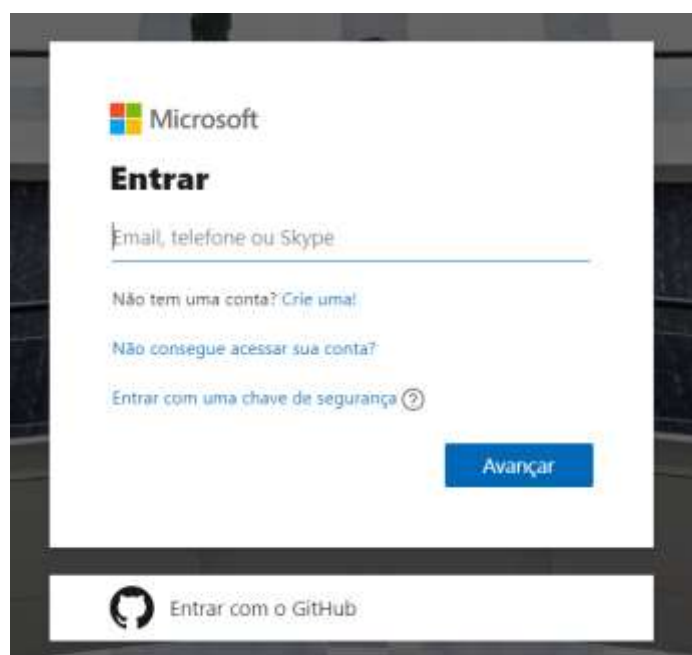 Microsoft
Entrar
Email, telefone ou Skype
Não tem uma conta? Crie uma!
Não consegue acessar sua conta?
Entrar com uma chave de segurança ?
Avançar
Entrar com o GitHub